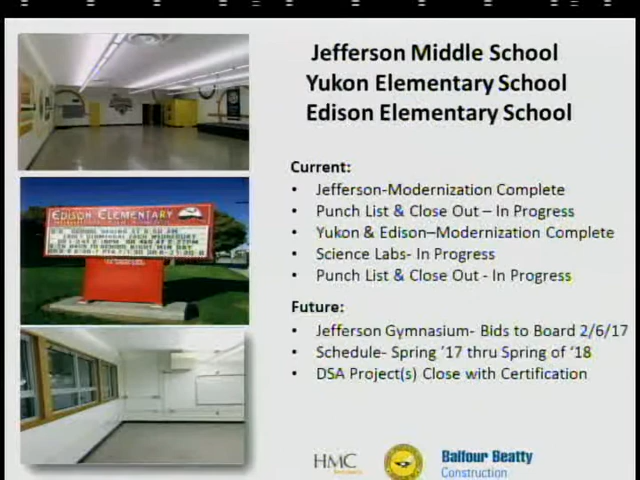 Jefferson Middle School
Yukon Elementary School
Edison Elementary School
Current:
• Jefferson-Modernization Complete
• Punch List & Close Out – In Progress
• Yukon & Edison–Modernization Complete
• Science Labs- In Progress
• Punch List & Close Out - In Progress
Future:
• Jefferson Gymnasium- Bids to Board 2/6/17
• Schedule- Spring '17 thru Spring of '18
• DSA Project(s) Close with Certification
EDISON ELEMENTARY
HMC
Balfour Beatty
Construction